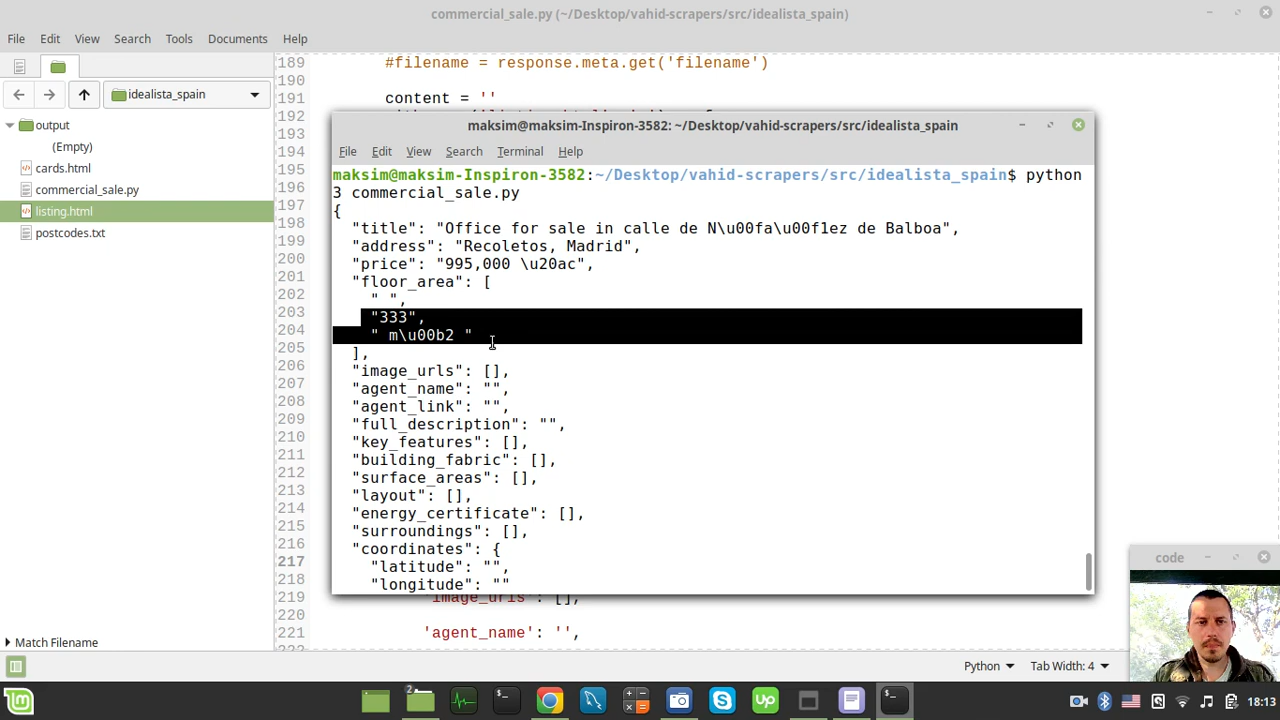 commercial_sale.py (~/Desktop/vahid-scrapers/src/idealista_spain)
File Edit View Search Tools Documents Help
idealista_spain
output
(Empty)
cards.html
commercial_sale.py
listing.html
postcodes.txt
Match Filename
189 #filename = response.meta.get('filename')
190
191 content = ''
192
193
194
195
196
197
198
199
200
201
202
203
204
205
206
207
208
209
210
211
212
213
214
215
216
217
218
219 'image_urls': [],
220
221 'agent_name': '',
222
maksim@maksim-Inspiron-3582: ~/Desktop/vahid-scrapers/src/idealista_spain
File Edit View Search Terminal Help
maksim@maksim-Inspiron-3582:~/Desktop/vahid-scrapers/src/idealista_spain$ python
3 commercial_sale.py
{
"title": "Office for sale in calle de N\u00fa\u00f1ez de Balboa",
"address": "Recoletos, Madrid",
"price": "995,000 \u20ac",
"floor_area": [
" ",
"333",
" m\u00b2 "
],
"image_urls": [],
"agent_name": "",
"agent_link": "",
"full_description": "",
"key_features": [],
"building_fabric": [],
"surface_areas": [],
"layout": [],
"energy_certificate": [],
"surroundings": [],
"coordinates": {
"latitude": "",
"longitude": ""
code
Python Tab Width: 4
2
up
18:13